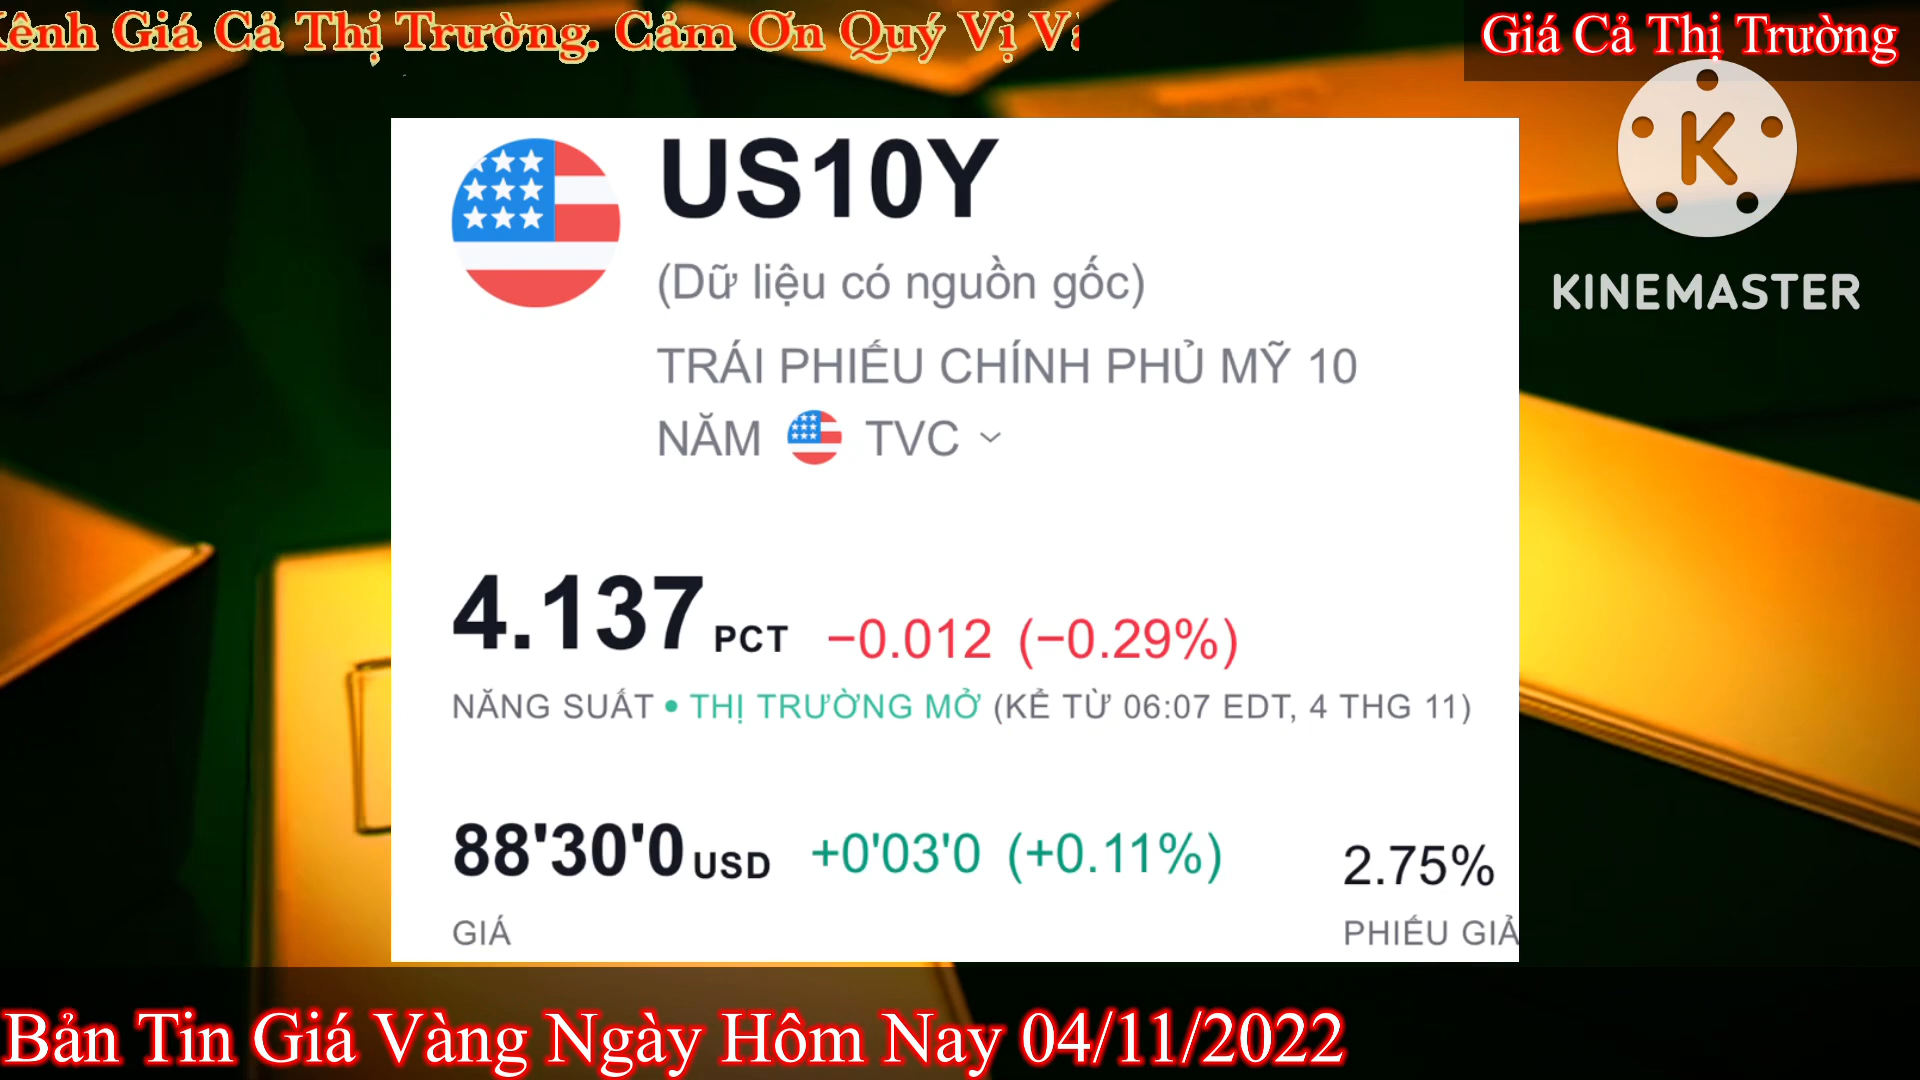 Kênh Giá Cả Thị Trường. Cảm Ơn Quý Vị
Giá Cả Thị Trường
K
KINEMASTER
US10Y
(Dữ liệu có nguồn gốc)
TRÁI PHIẾU CHÍNH PHỦ MỸ 10
NĂM TVC
4.137 PCT −0.012 (−0.29%)
NĂNG SUẤT • THỊ TRƯỜNG MỞ (KỂ TỪ 06:07 EDT, 4 THG 11)
88'30'0 USD +0'03'0 (+0.11%) 2.75%
GIÁ PHIẾU GIẢ
Bản Tin Giá Vàng Ngày Hôm Nay 04/11/2022